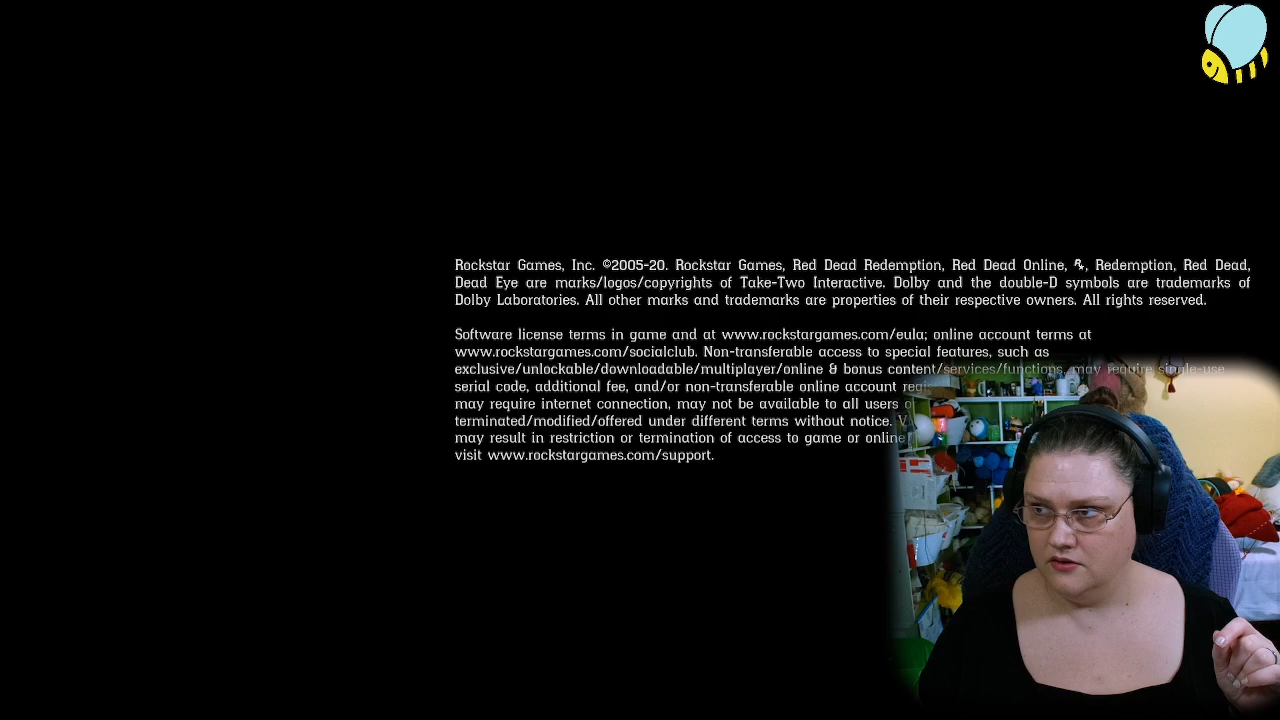 Rockstar Games, Inc. ©2005-20. Rockstar Games, Red Dead Redemption, Red Dead Online, R*, Redemption, Red Dead,
Dead Eye are marks/logos/copyrights of Take-Two Interactive. Dolby and the double-D symbols are trademarks of
Dolby Laboratories. All other marks and trademarks are properties of their respective owners. All rights reserved.
Software license terms in game and at www.rockstargames.com/eula; online account terms at
www.rockstargames.com/socialclub. Non-transferable access to special features, such as
exclusive/unlockable/downloadable/multiplayer/online & bonus content/services/functions, may require single-use
serial code, additional fee, and/or non-transferable online account
may require internet connection, may not be available to all users
terminated/modified/offered under different terms without notice.
may result in restriction or termination of access to game or online
visit www.rockstargames.com/support.